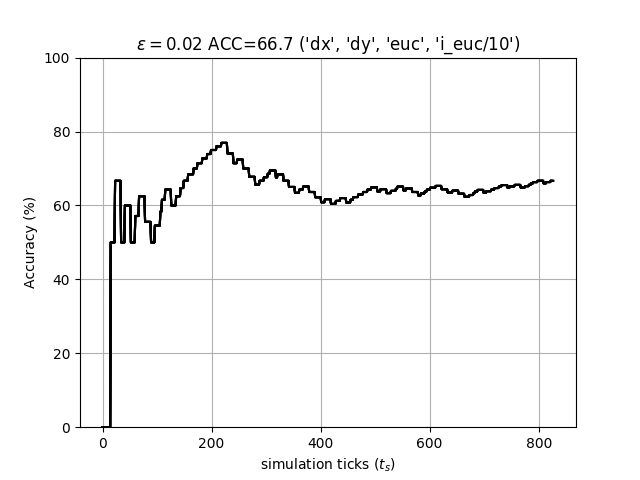 ε = 0.02 ACC=66.7 ('dx', 'dy', 'euc', 'i_euc/10')
100
80
60
40
20
0
Accuracy (%)
0 200 400 600 800
simulation ticks (tₛ)